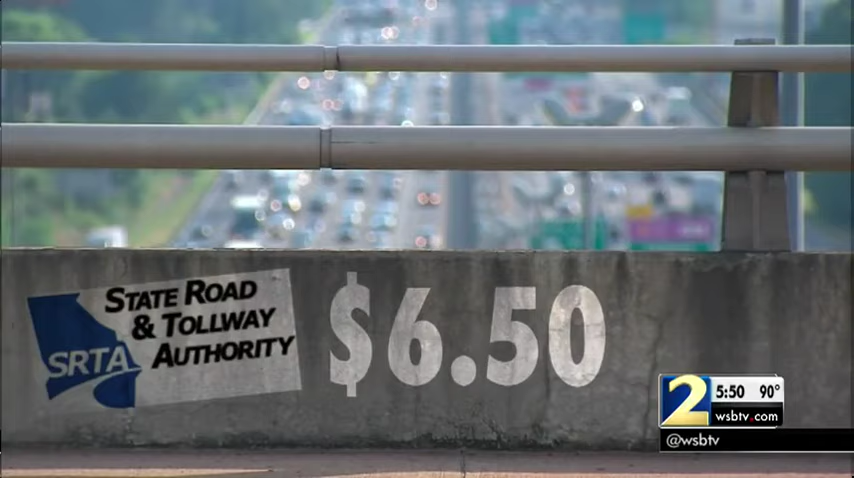 STATE ROAD
& TOLLWAY
AUTHORITY
SRTA
$6.50
2
5:50 90°
wsbtv.com
@wsbtv